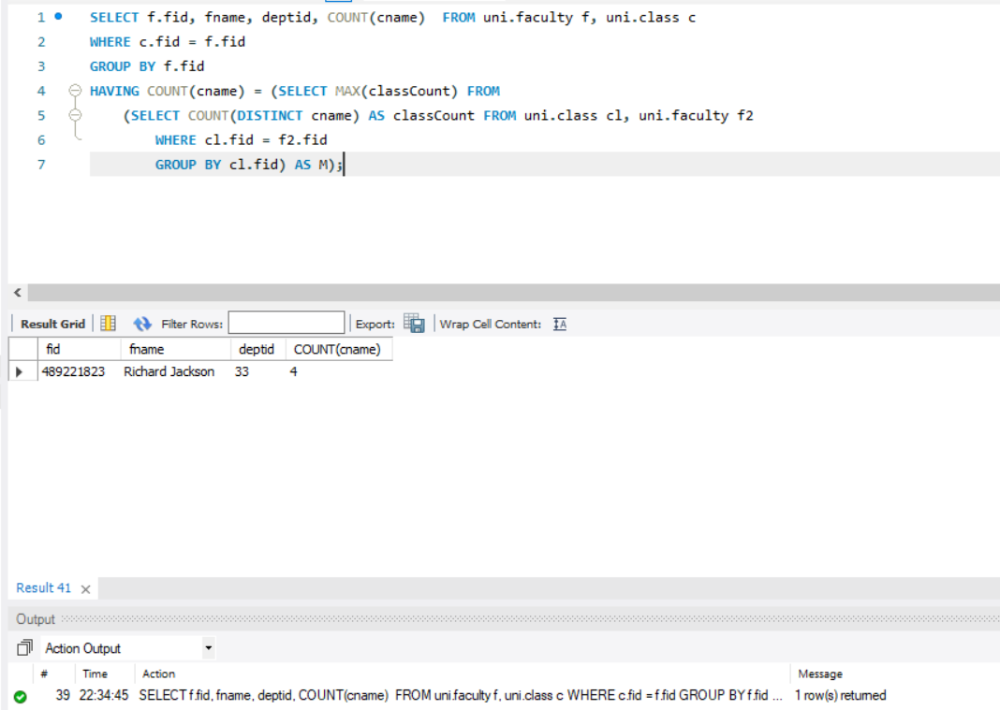 1 SELECT f.fid, fname, deptid, COUNT(cname)  FROM uni.faculty f, uni.class c
2 WHERE c.fid = f.fid
3 GROUP BY f.fid
4 HAVING COUNT(cname) = (SELECT MAX(classCount) FROM
5 (SELECT COUNT(DISTINCT cname) AS classCount FROM uni.class cl, uni.faculty f2
6 WHERE cl.fid = f2.fid
7 GROUP BY cl.fid) AS M);
Result Grid Filter Rows: Export: Wrap Cell Content:
fid fname deptid COUNT(cname)
489221823 Richard Jackson 33 4
Result 41
Output
Action Output
# Time Action Message
39 22:34:45 SELECT f.fid, fname, deptid, COUNT(cname)  FROM uni.faculty f, uni.class c WHERE c.fid = f.fid GROUP BY f.fid ... 1 row(s) returned